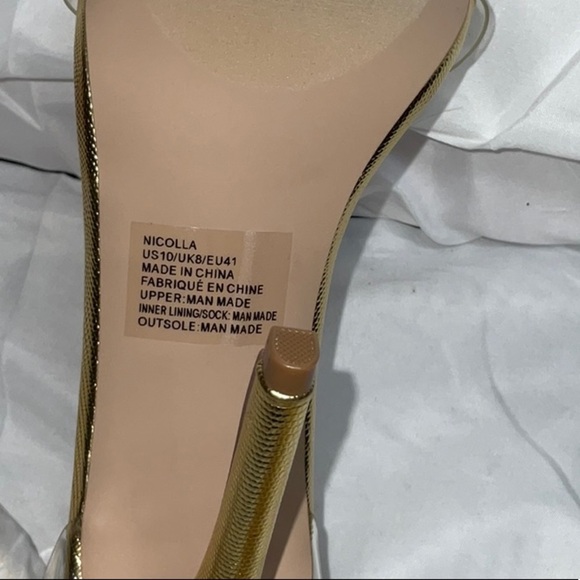 NICOLLA
US10/UK8/EU41
MADE IN CHINA
FABRIQUÉ EN CHINE
UPPER:MAN MADE
INNER LINING/SOCK: MAN MADE
OUTSOLE:MAN MADE